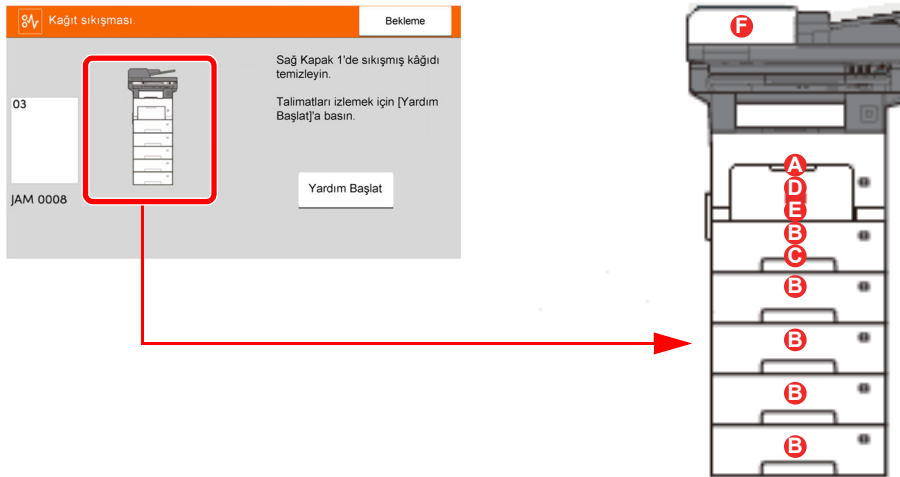 Kağıt sıkışması.
Bekleme
Sağ Kapak 1'de sıkışmış kâğıdı
temizleyin.
Talimatları izlemek için [Yardım
Başlat]'a basın.
03
JAM 0008
Yardım Başlat
F
A
D
E
B
C
B
B
B
B